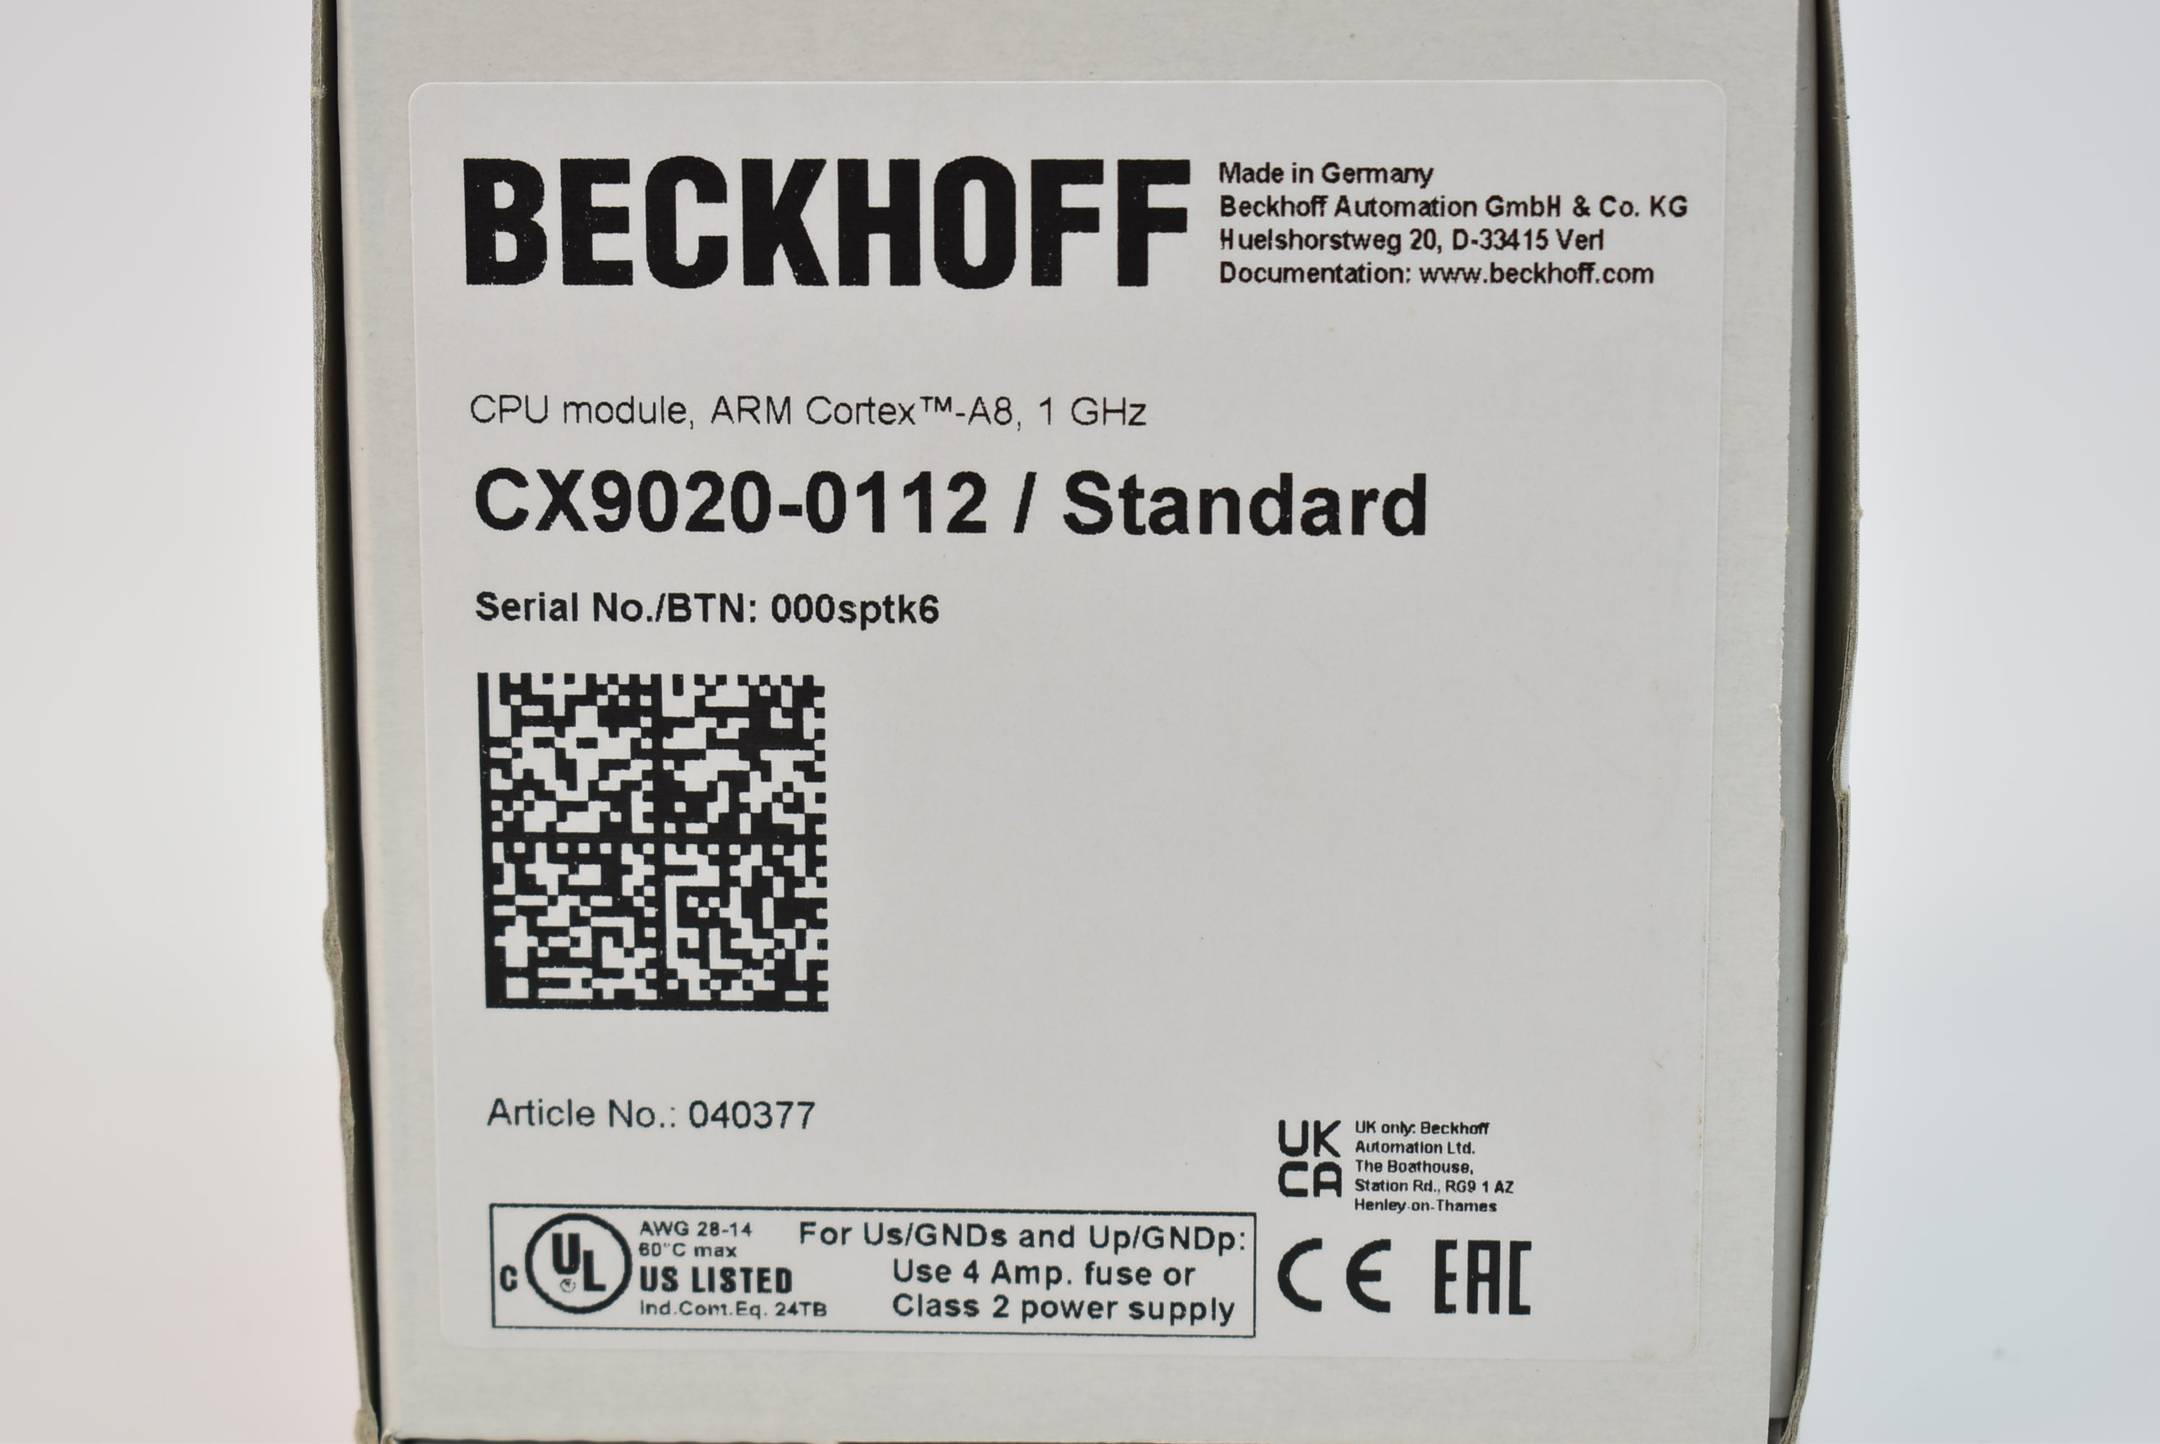 BECKHOFF
Made in Germany
Beckhoff Automation GmbH & Co. KG
Huelshorstweg 20, D-33415 Verl
Documentation: www.beckhoff.com
CPU module, ARM Cortex™-A8, 1 GHz
CX9020-0112 / Standard
Serial No./BTN: 000sptk6
Article No.: 040377
UK
CA
UK only: Beckhoff
Automation Ltd.
The Boathouse,
Station Rd., RG9 1 AZ
Henley-on-Thames
C UL
AWG 28-14
60°C max
US LISTED
Ind.Cont.Eq. 24TB
For Us/GNDs and Up/GNDp:
Use 4 Amp. fuse or
Class 2 power supply
CE EAC